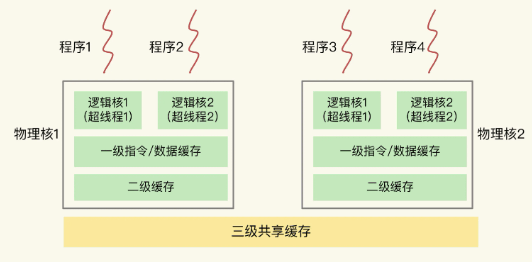 程序1 程序2 程序3 程序4
物理核1
逻辑核1
(超线程1)
逻辑核2
(超线程2)
一级指令/数据缓存
二级缓存
逻辑核1
(超线程1)
逻辑核2
(超线程2)
一级指令/数据缓存
二级缓存
物理核2
三级共享缓存